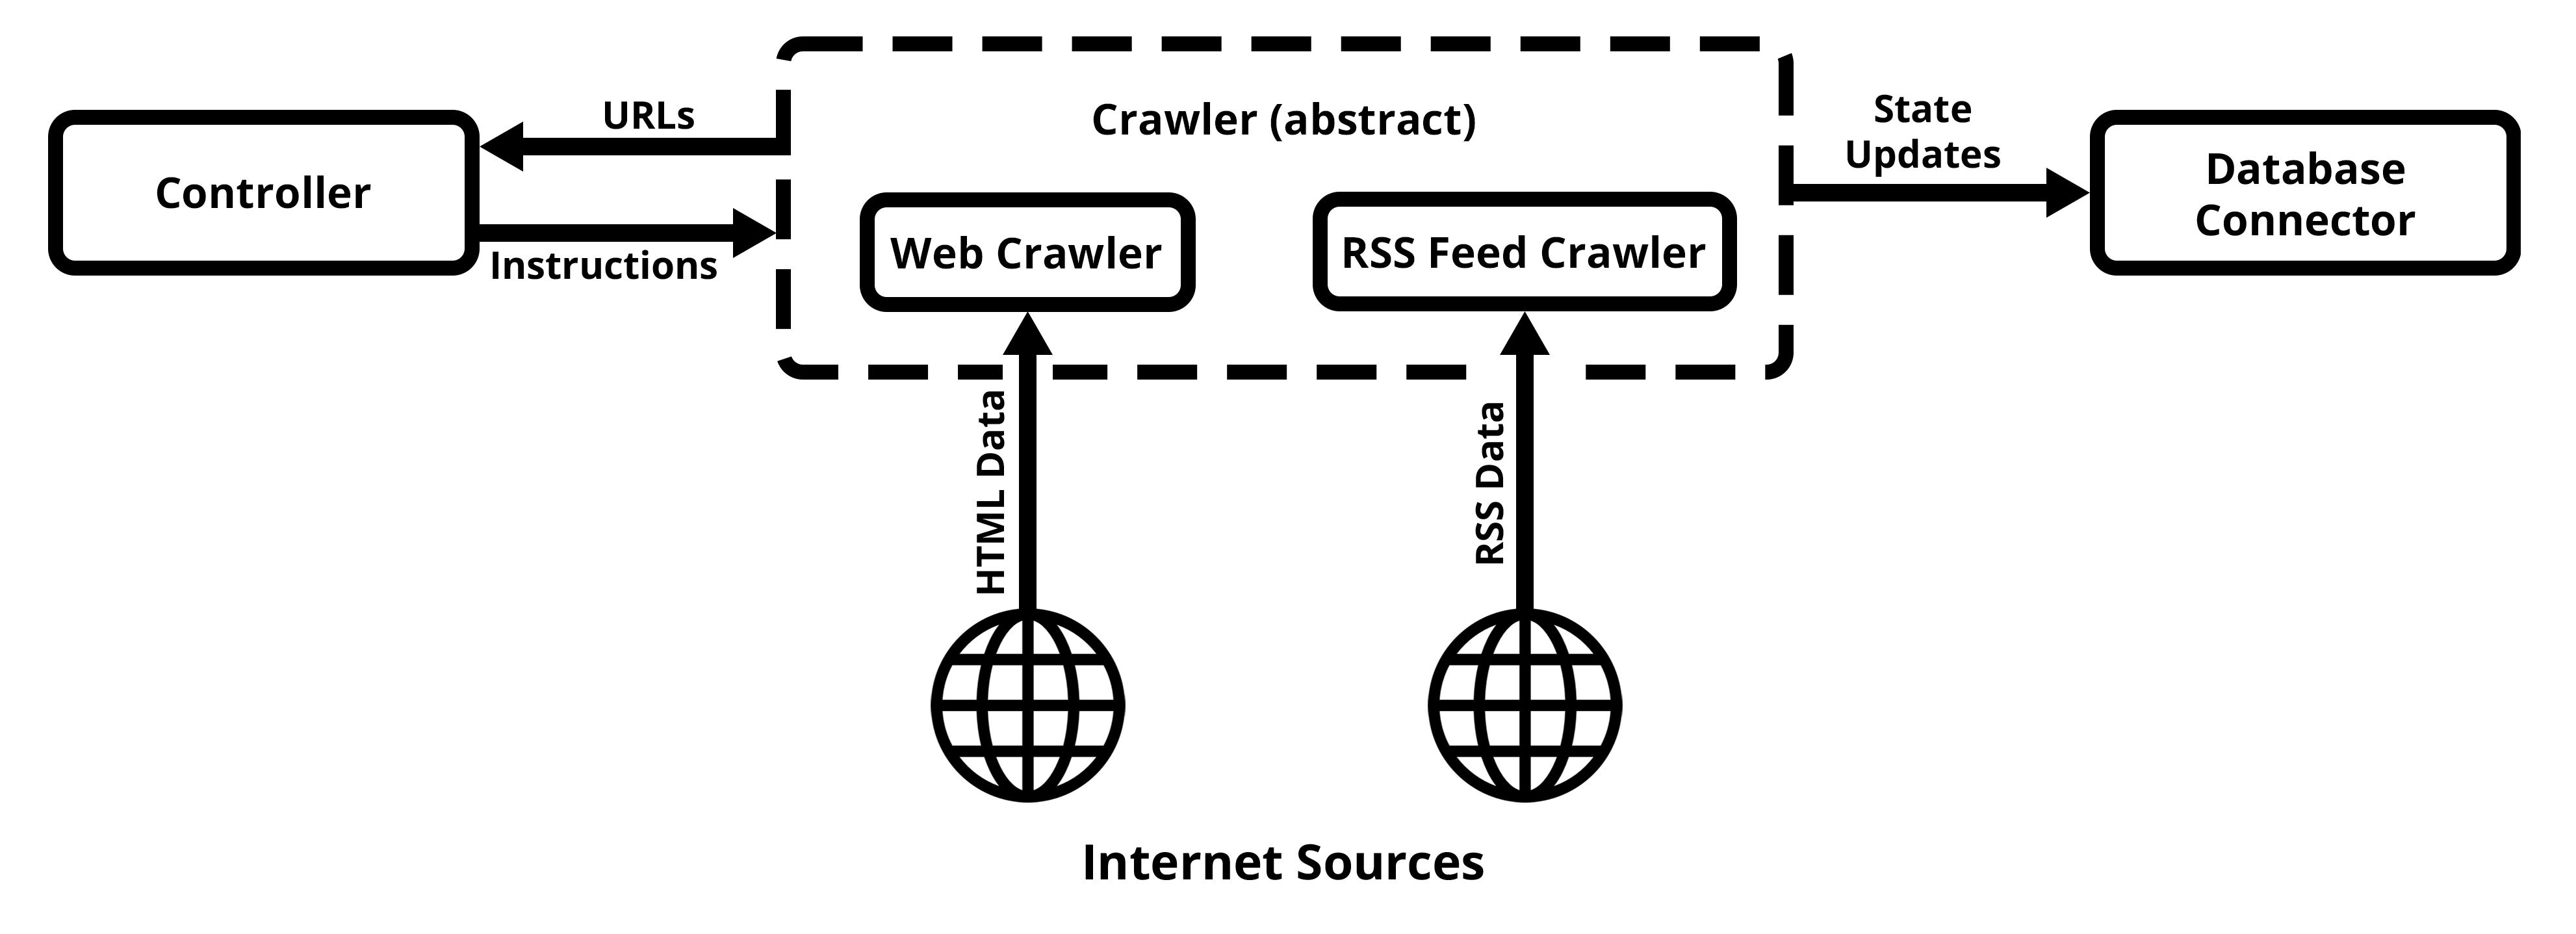 Controller
URLs
Instructions
Crawler (abstract)
Web Crawler
RSS Feed Crawler
State
Updates
Database
Connector
HTML Data
RSS Data
Internet Sources